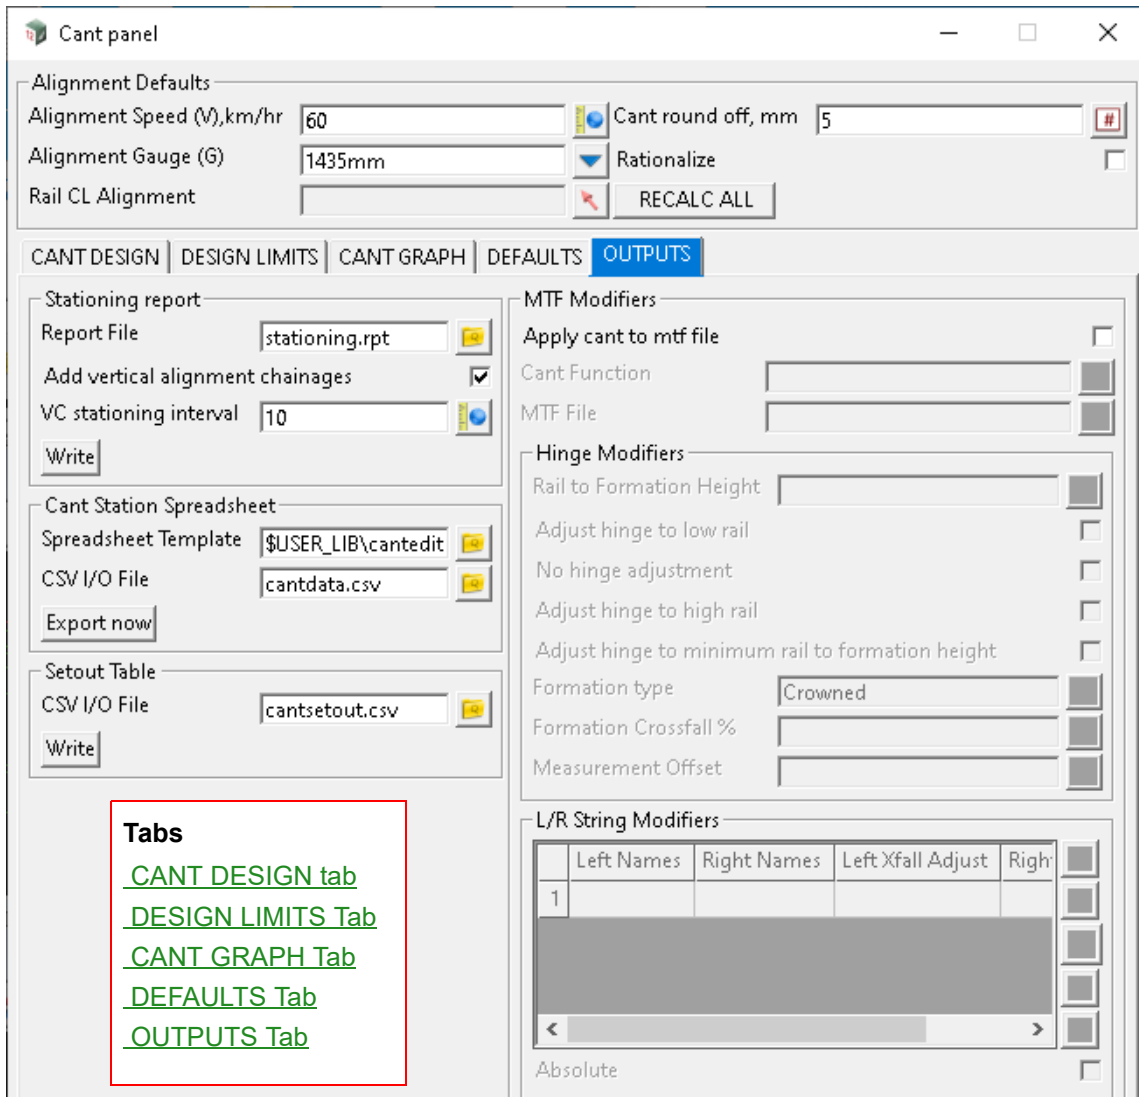 Cant panel
Alignment Defaults
Alignment Speed (V),km/hr 60 Cant round off, mm 5
Alignment Gauge (G) 1435mm Rationalize
Rail CL Alignment RECALC ALL
CANT DESIGN DESIGN LIMITS CANT GRAPH DEFAULTS OUTPUTS
Stationing report
Report File stationing.rpt
Add vertical alignment chainages
VC stationing interval 10
Write
Cant Station Spreadsheet
Spreadsheet Template $USER_LIB\cantedit
CSV I/O File cantdata.csv
Export now
Setout Table
CSV I/O File cantsetout.csv
Write
Tabs
CANT DESIGN tab
DESIGN LIMITS Tab
CANT GRAPH Tab
DEFAULTS Tab
OUTPUTS Tab
MTF Modifiers
Apply cant to mtf file
Cant Function
MTF File
Hinge Modifiers
Rail to Formation Height
Adjust hinge to low rail
No hinge adjustment
Adjust hinge to high rail
Adjust hinge to minimum rail to formation height
Formation type Crowned
Formation Crossfall %
Measurement Offset
L/R String Modifiers
Left Names Right Names Left Xfall Adjust Right
1
Absolute